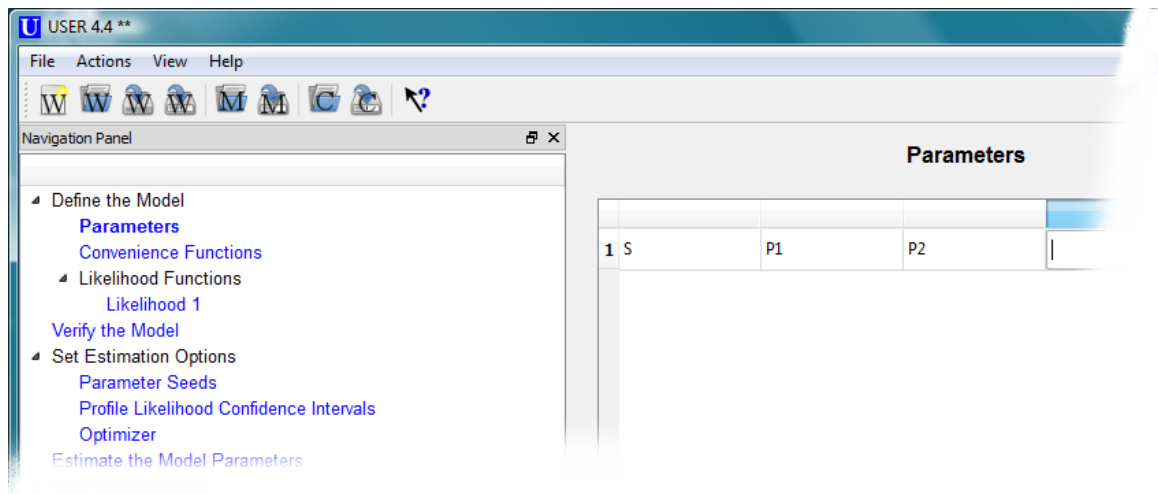 U USER 4.4 **
File Actions View Help
W W W W M M C C ?
Navigation Panel
Parameters
Define the Model
Parameters
Convenience Functions
1 S P1 P2
Likelihood Functions
Likelihood 1
Verify the Model
Set Estimation Options
Parameter Seeds
Profile Likelihood Confidence Intervals
Optimizer
Estimate the Model Parameters